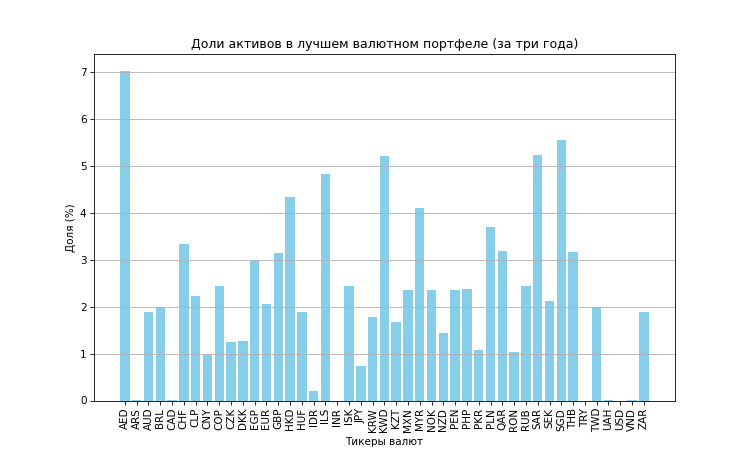 Доли активов в лучшем валютном портфеле (за три года)
Доля (%)
7
6
5
4
3
2
1
0
AED ARS AUD BRL CAD CHF CLP CNY COP CZK DKK EGP EUR GBP HKD HUF IDR ILS INR ISK JPY KRW KWD KZT MXN MYR NOK NZD PEN PHP PKR PLN QAR RON RUB SAR SEK SGD THB TRY TWD UAH USD VND ZAR
Тикеры валют